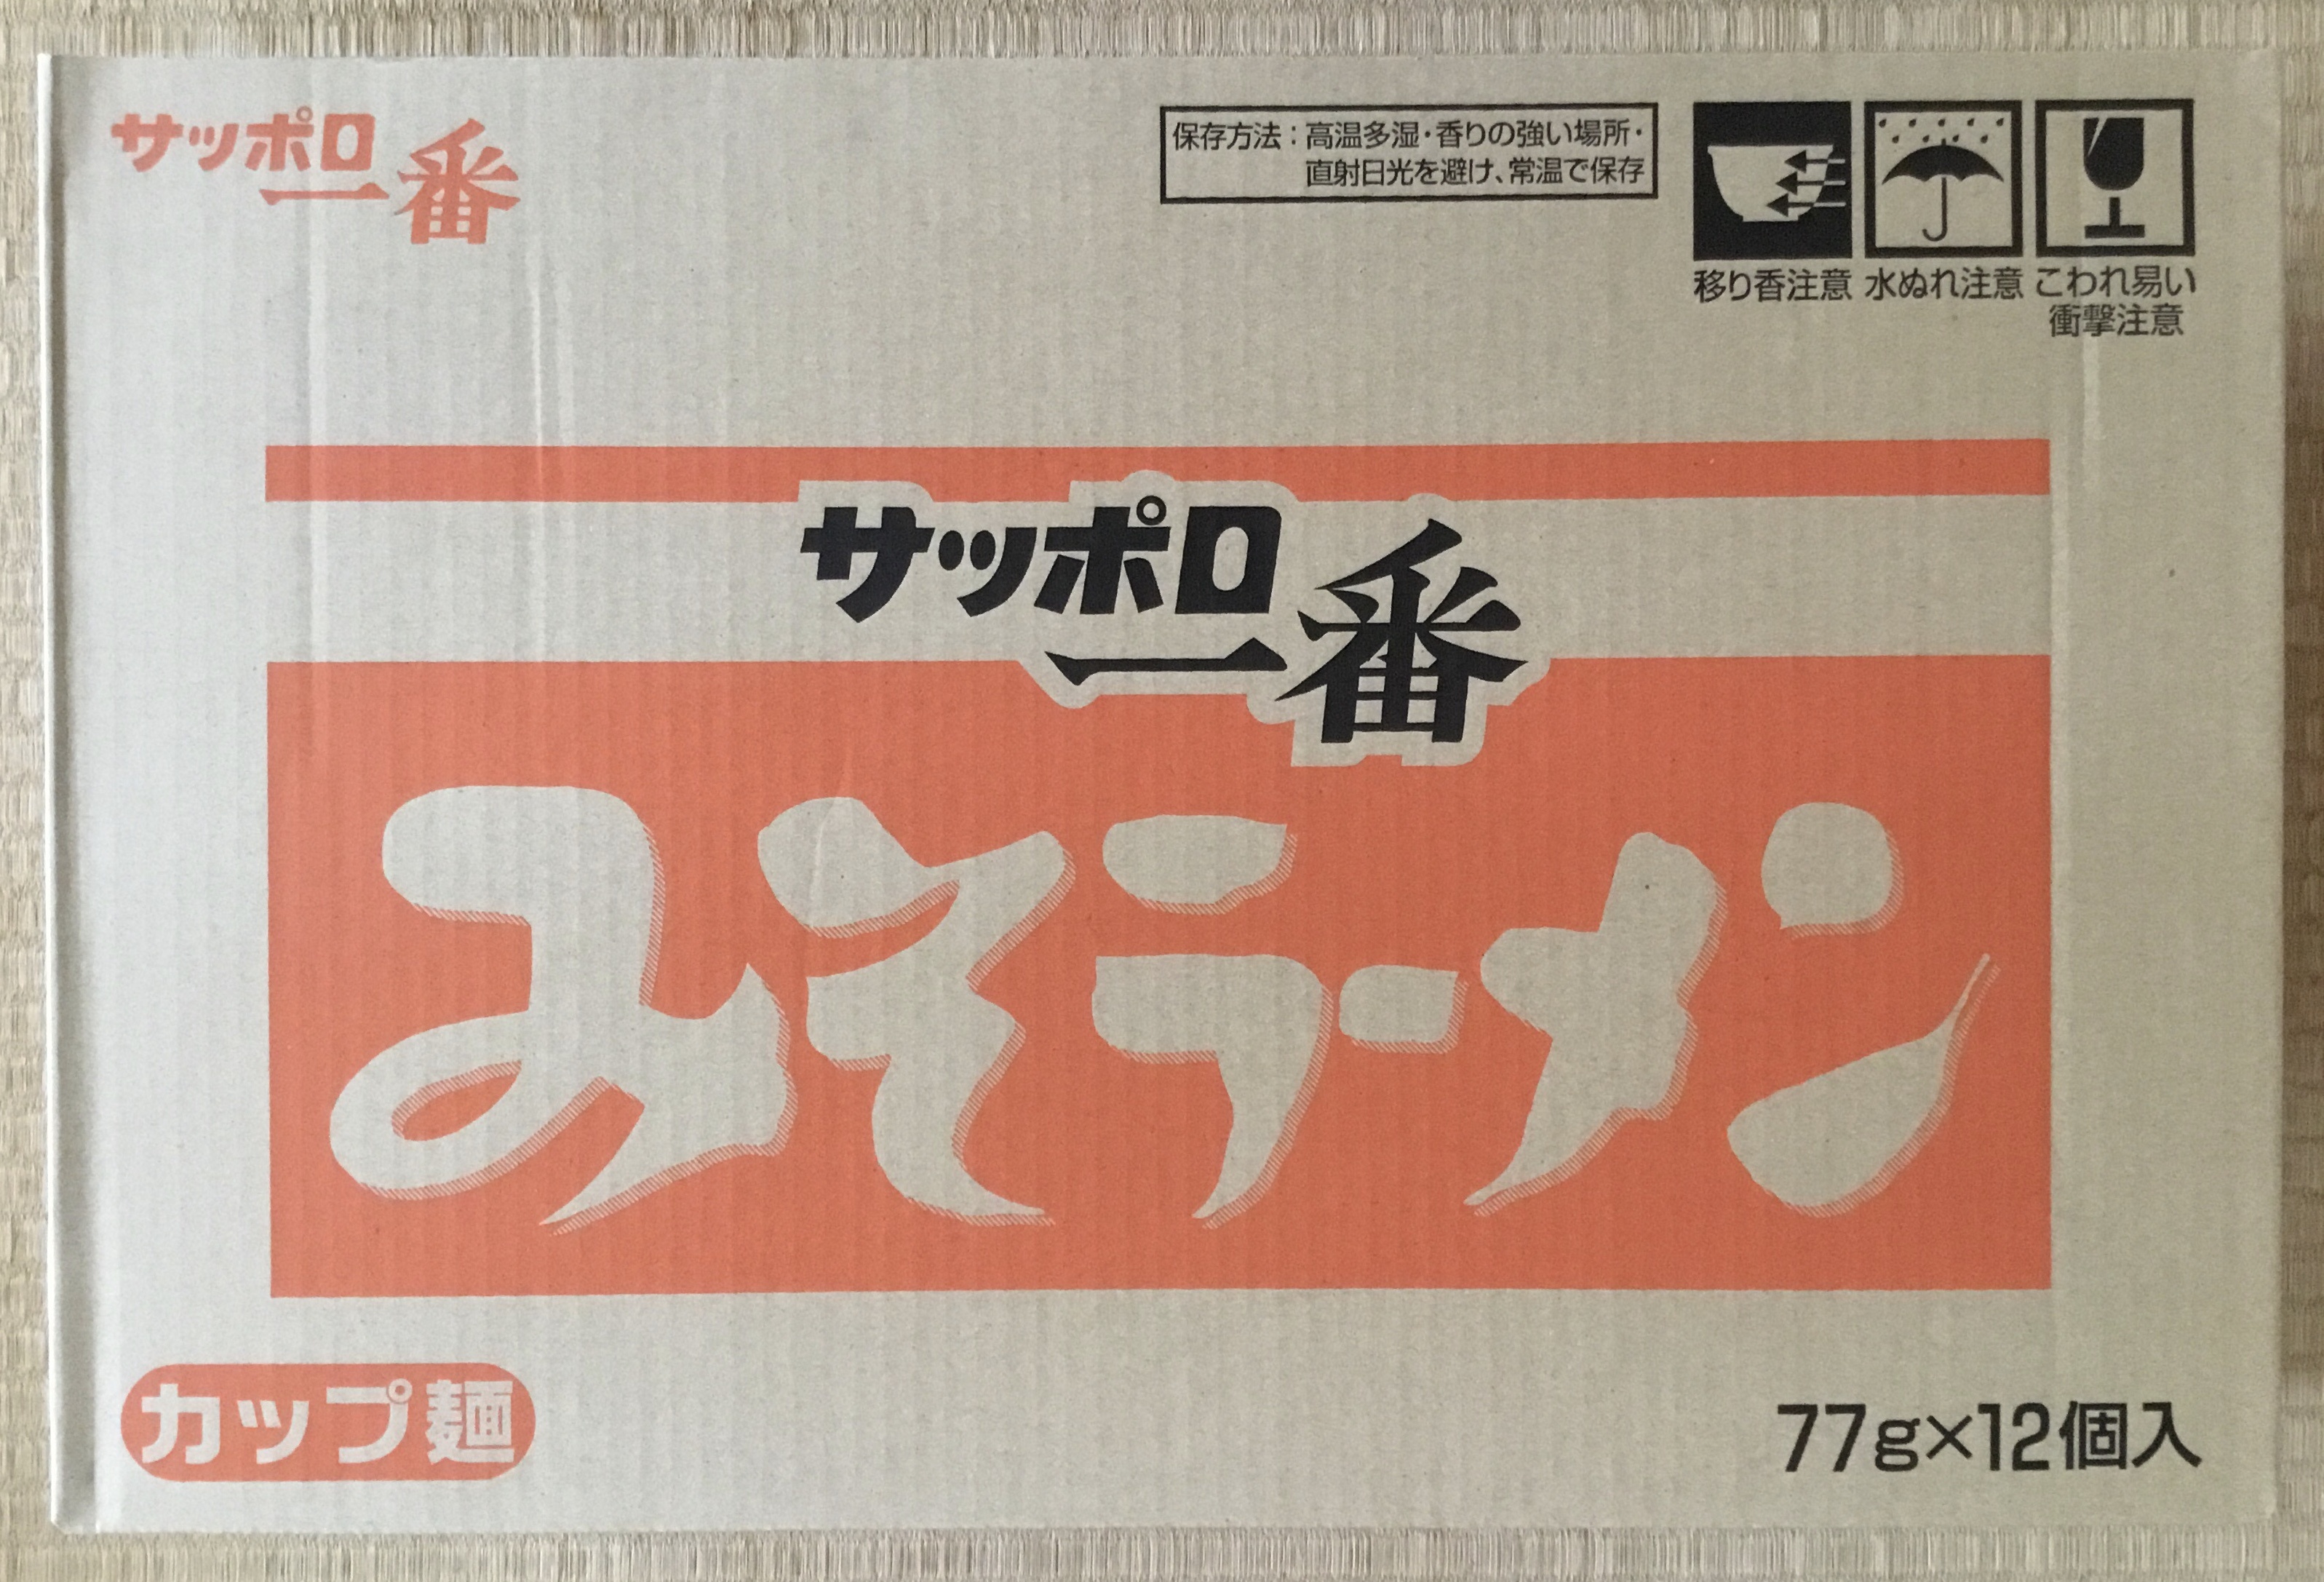 サッポロ
一番
保存方法：高温多湿・香りの強い場所・
直射日光を避け、常温で保存
移り香注意
水ぬれ注意
こわれ易い
衝撃注意
サッポロ
一番
みそラーメン
カップ麺
77g×12個入